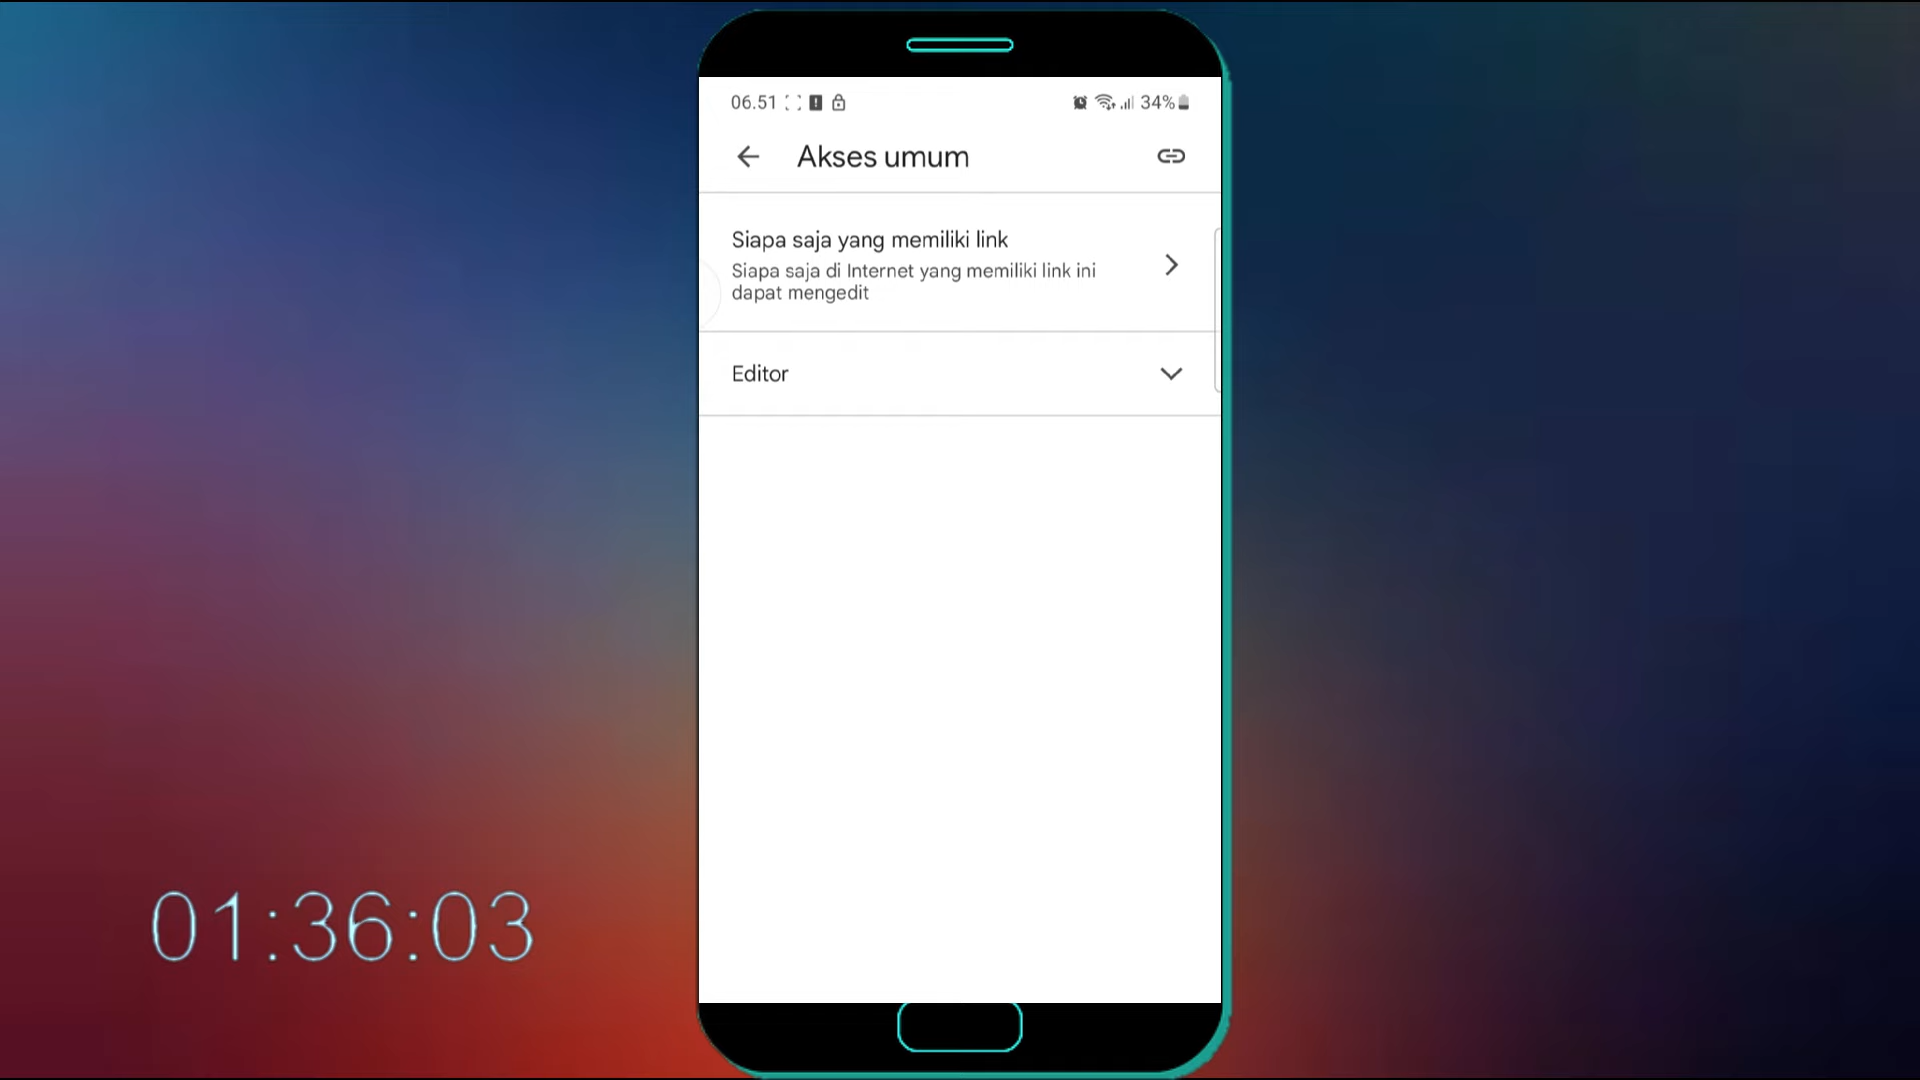 06.51
34%
Akses umum
Siapa saja yang memiliki link
Siapa saja di Internet yang memiliki link ini
dapat mengedit
Editor
01:36:03